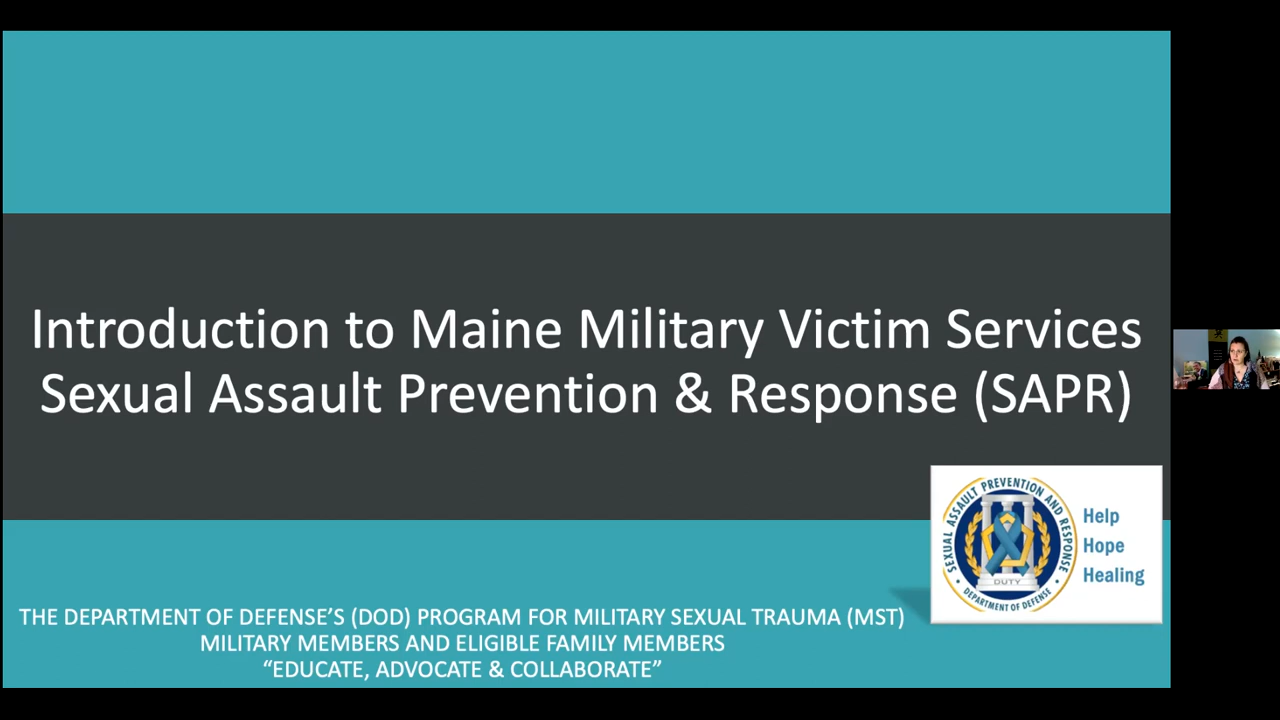 Introduction to Maine Military Victim Services
Sexual Assault Prevention & Response (SAPR)
SEXUAL ASSAULT PREVENTION AND RESPONSE
DUTY
DEPARTMENT OF DEFENSE
Help
Hope
Healing
THE DEPARTMENT OF DEFENSE’S (DOD) PROGRAM FOR MILITARY SEXUAL TRAUMA (MST)
MILITARY MEMBERS AND ELIGIBLE FAMILY MEMBERS
“EDUCATE, ADVOCATE & COLLABORATE”